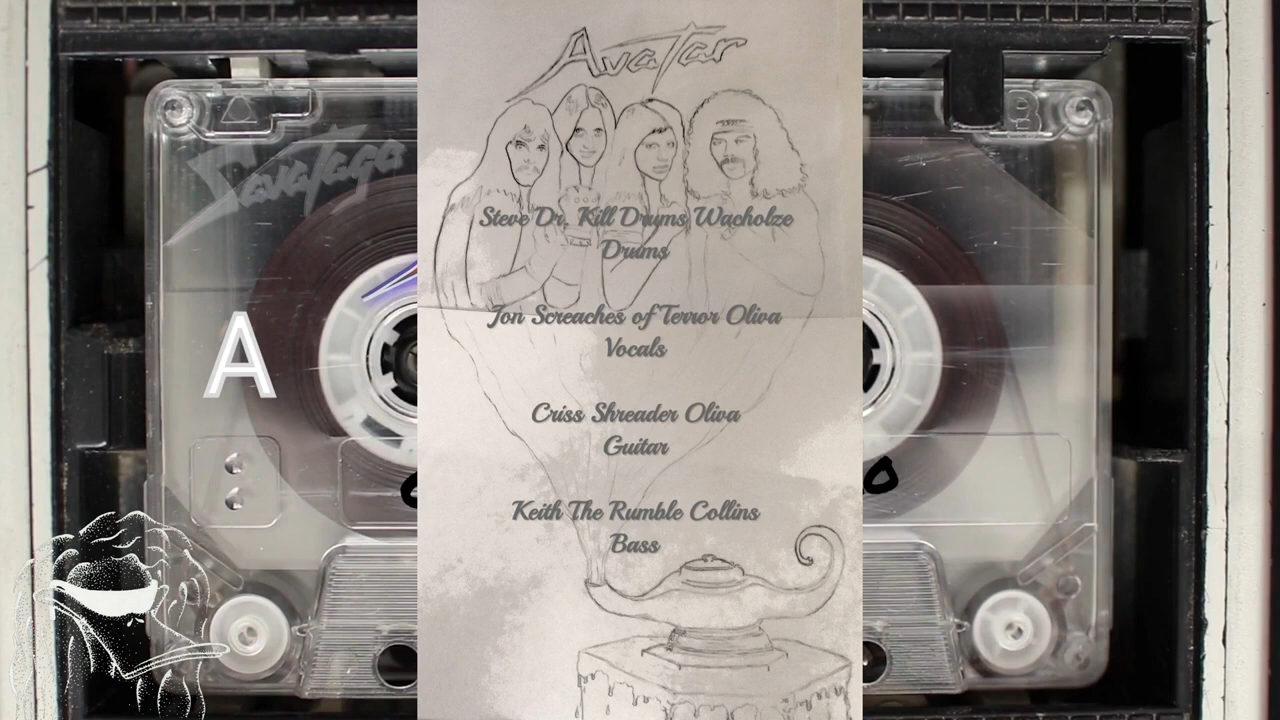 Avatar
Savatage
A
B
Steve Dr. Kill Drums Wacholze
Drums
Jon Screaches of Terror Oliva
Vocals
Criss Shreader Oliva
Guitar
Keith The Rumble Collins
Bass